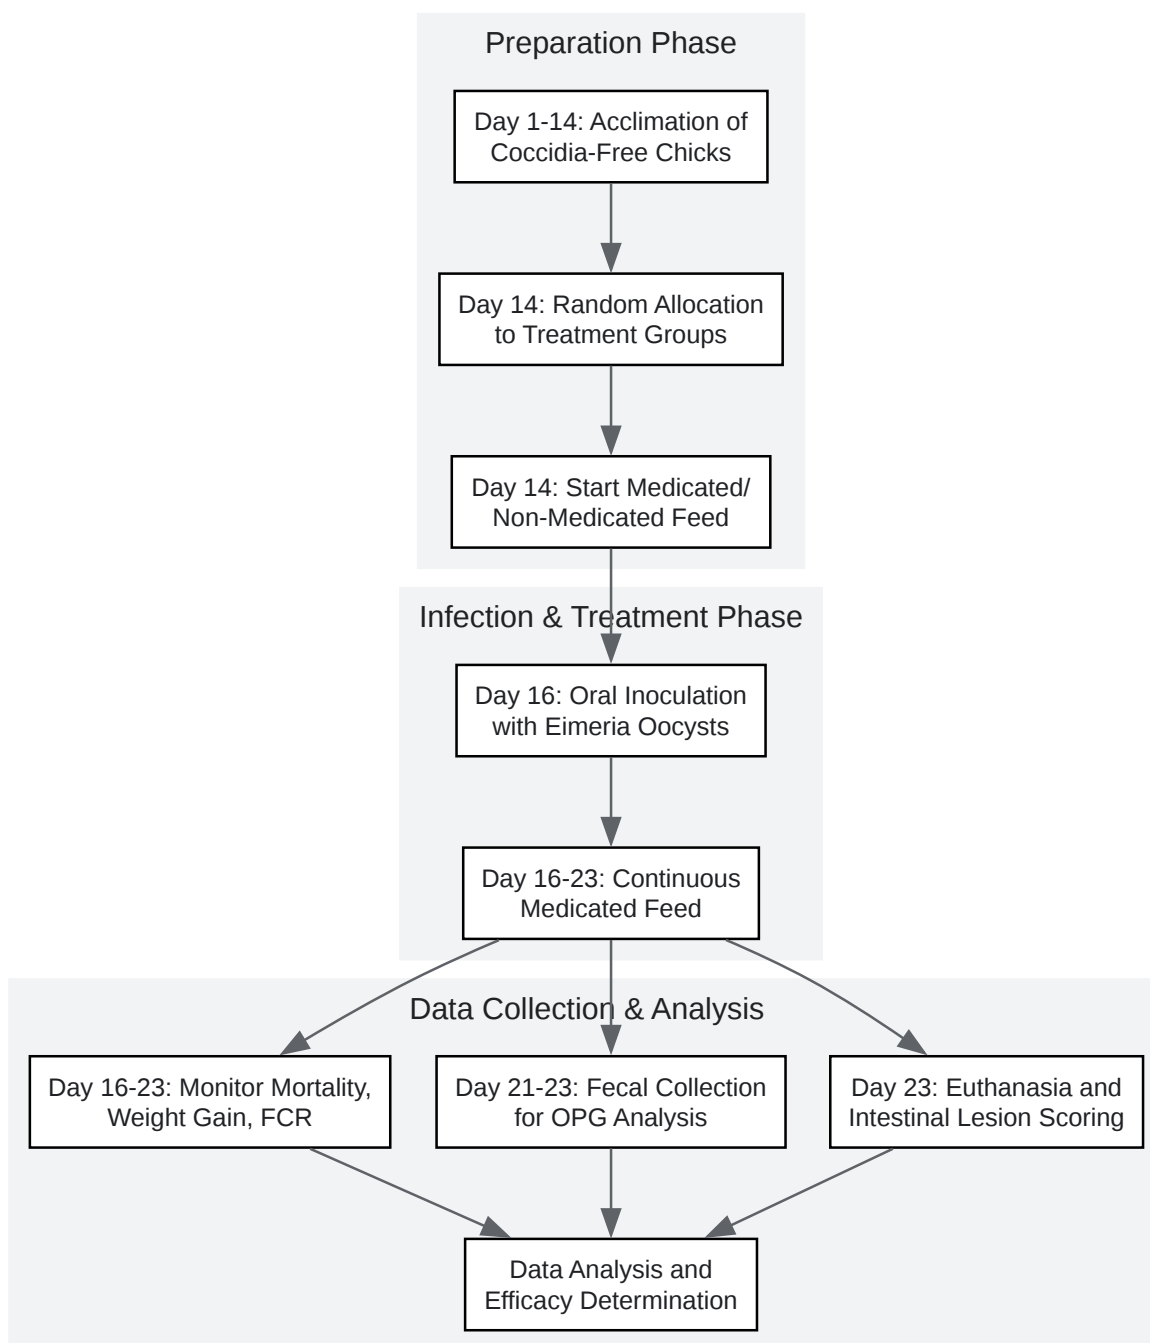 Preparation Phase
Day 1-14: Acclimation of
Coccidia-Free Chicks
Day 14: Random Allocation
to Treatment Groups
Day 14: Start Medicated/
Non-Medicated Feed
Infection & Treatment Phase
Day 16: Oral Inoculation
with Eimeria Oocysts
Day 16-23: Continuous
Medicated Feed
Data Collection & Analysis
Day 16-23: Monitor Mortality,
Weight Gain, FCR
Day 21-23: Fecal Collection
for OPG Analysis
Day 23: Euthanasia and
Intestinal Lesion Scoring
Data Analysis and
Efficacy Determination